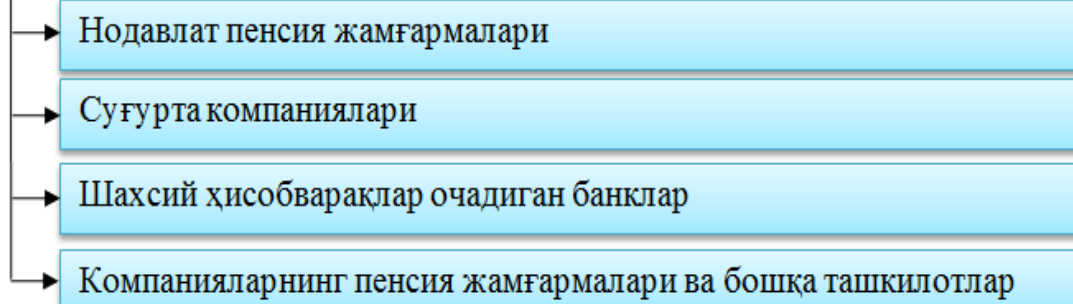 Нодавлат пенсия жамғармалари
Суғурта компаниялари
Шахсий ҳисобварақлар очадиган банклар
Компанияларнинг пенсия жамғармалари ва бошқа ташкилотлар